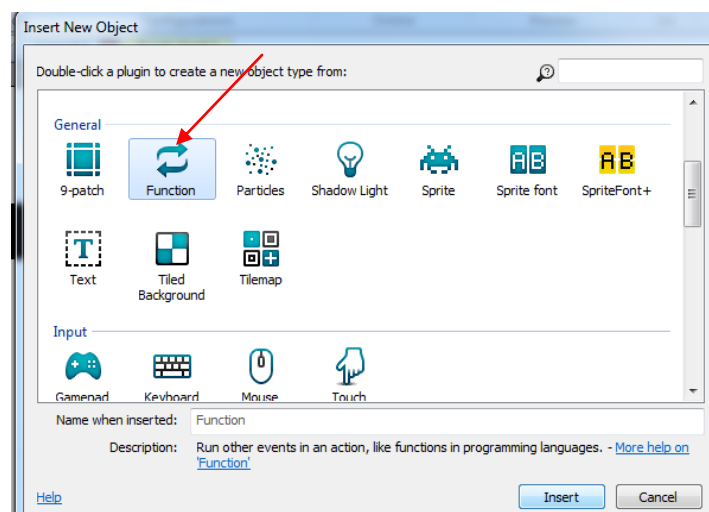 Insert New Object
Double-click a plugin to create a new object type from:
General
9-patch Function Particles Shadow Light Sprite Sprite font SpriteFont+
Text Tiled Background Tilemap
Input
Gamepad Keyboard Mouse Touch
Name when inserted: Function
Description: Run other events in an action, like functions in programming languages. - More help on
'Function'
Help Insert Cancel